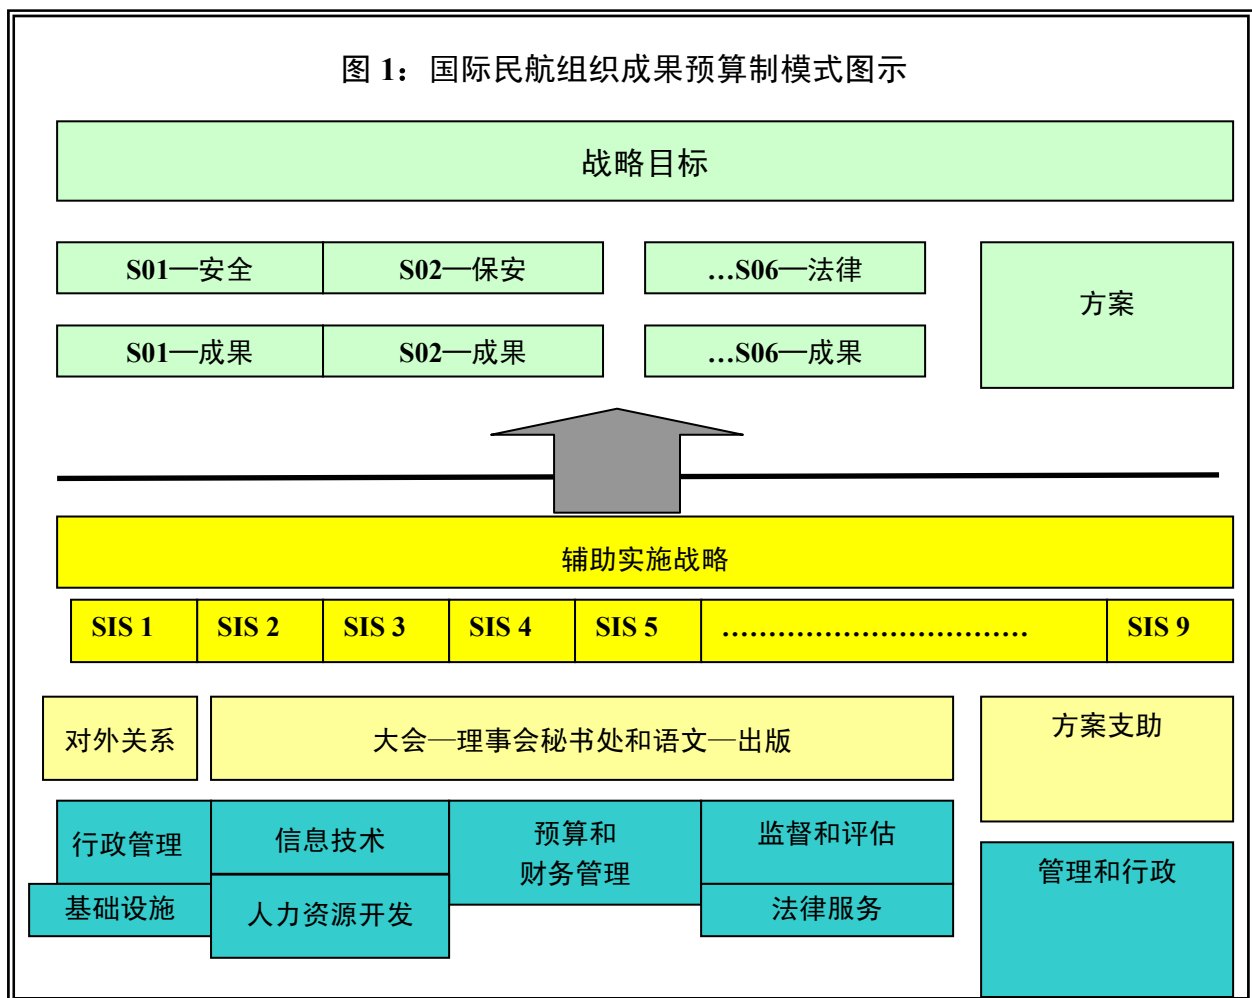 图 1：国际民航组织成果预算制模式图示
战略目标
S01—安全
S02—保安
…S06—法律
方案
S01—成果
S02—成果
…S06—成果
辅助实施战略
SIS 1
SIS 2
SIS 3
SIS 4
SIS 5
……………………………
SIS 9
对外关系
大会—理事会秘书处和语文—出版
方案支助
行政管理
信息技术
预算和
财务管理
监督和评估
管理和行政
基础设施
人力资源开发
法律服务